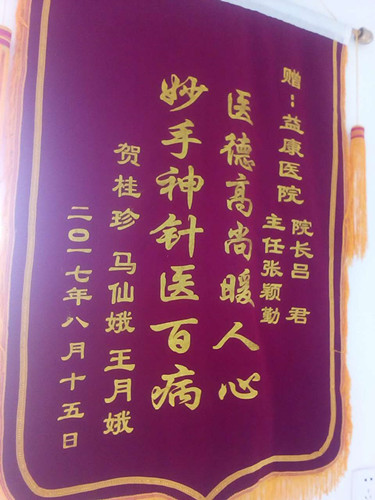 赠：益康医院
院长吕 君
主任张颖勤
医德高尚暖人心
妙手神针医百病
贺桂珍 马仙娥 王月娥
二〇一七年八月十五日